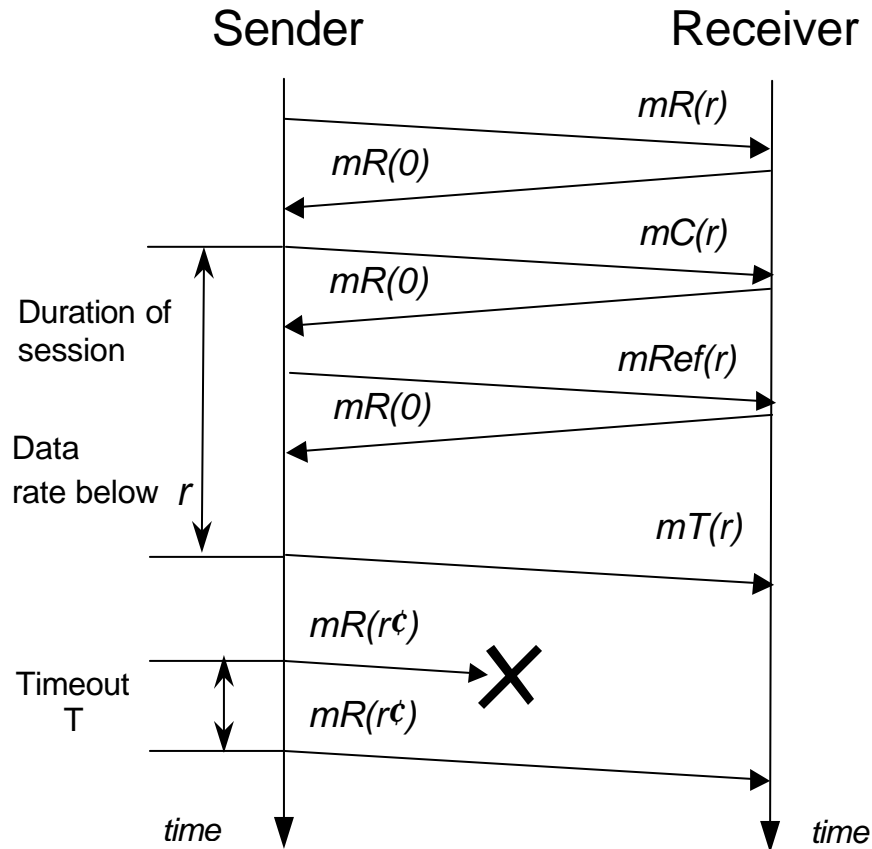 Sender
Receiver
mR(r)
mR(0)
mC(r)
mR(0)
Duration of
session
mRef(r)
mR(0)
Data
rate below r
mT(r)
mR(r¢)
Timeout
T
mR(r¢)
time
time